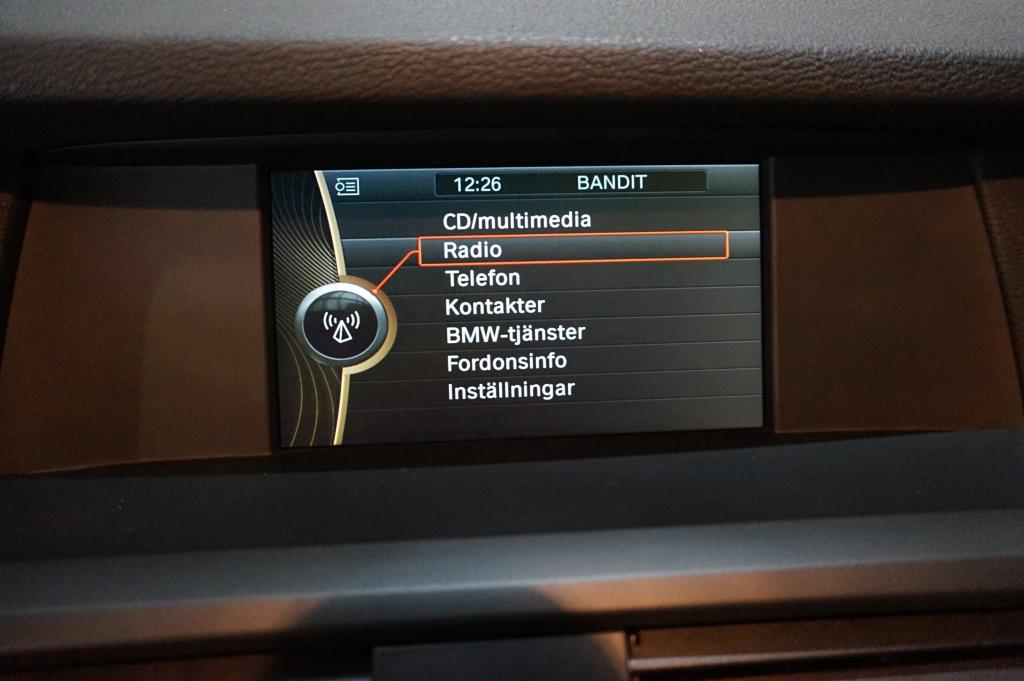 12:26 BANDIT
CD/multimedia
Radio
Telefon
Kontakter
BMW-tjänster
Fordonsinfo
Inställningar